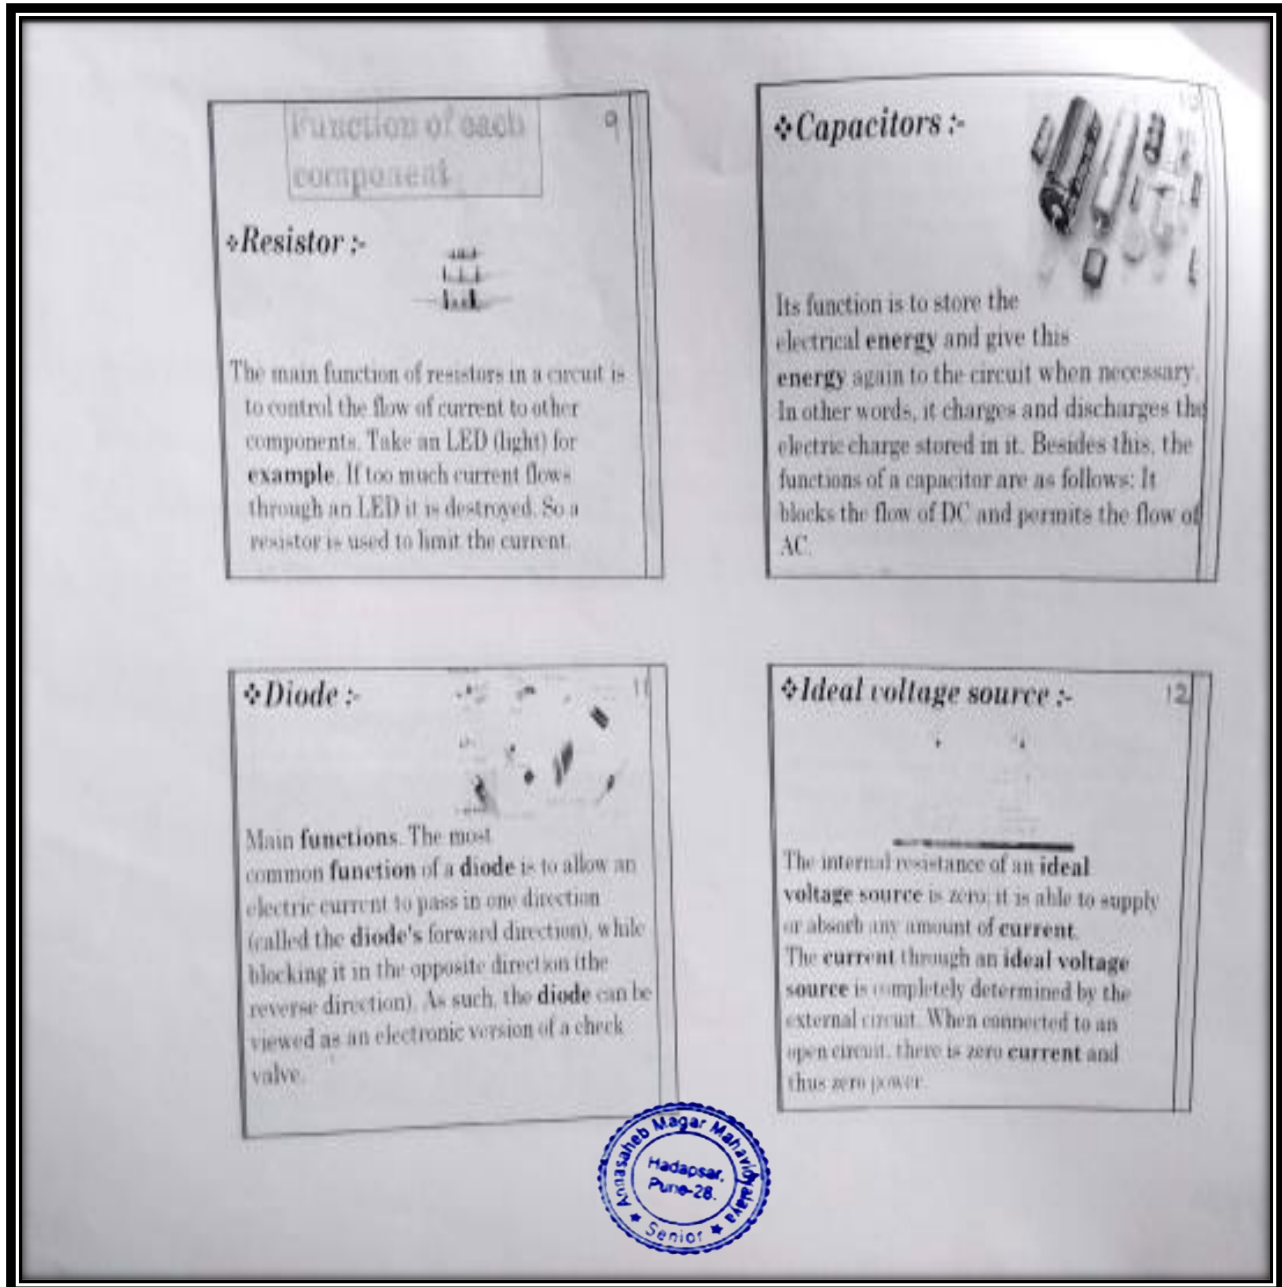 Function of each
component
9
❖Resistor :-
The main function of resistors in a circuit is
to control the flow of current to other
components. Take an LED (light) for
example. If too much current flows
through an LED it is destroyed. So a
resistor is used to limit the current.
❖Capacitors :-
Its function is to store the
electrical energy and give this
energy again to the circuit when necessary.
In other words, it charges and discharges the
electric charge stored in it. Besides this, the
functions of a capacitor are as follows: It
blocks the flow of DC and permits the flow of
AC.
❖Diode :-
11
Main functions. The most
common function of a diode is to allow an
electric current to pass in one direction
(called the diode's forward direction), while
blocking it in the opposite direction (the
reverse direction). As such, the diode can be
viewed as an electronic version of a check
valve.
❖Ideal voltage source :-
12
The internal resistance of an ideal
voltage source is zero; it is able to supply
or absorb any amount of current.
The current through an ideal voltage
source is completely determined by the
external circuit. When connected to an
open circuit, there is zero current and
thus zero power.
Annasaheb Magar Mahavidyalaya
Hadapsar,
Pune-28.
★ Senior ★